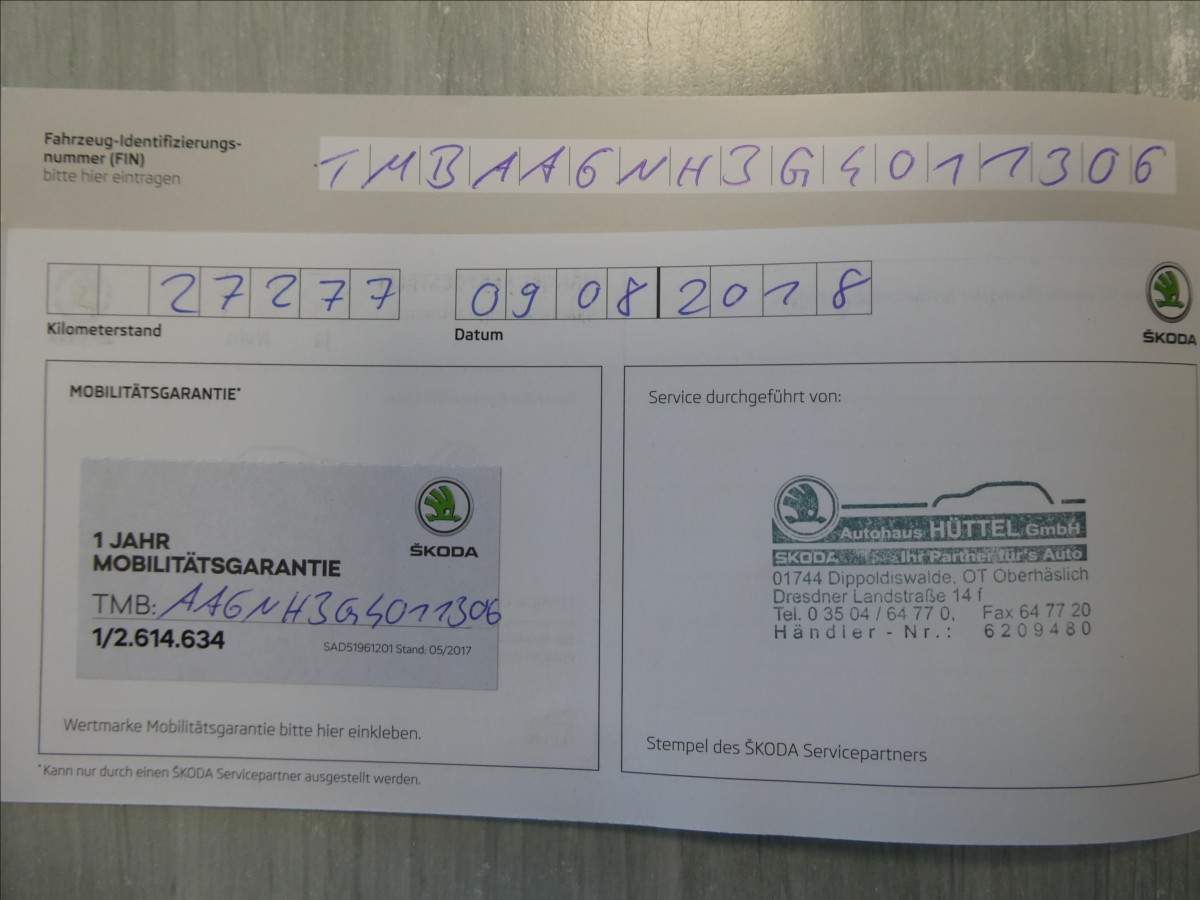 Fahrzeug-Identifizierungs-
nummer (FIN)
bitte hier eintragen
TMBAA6NH3G4011306
27277
Kilometerstand
09 08 2018
Datum
ŠKODA
MOBILITÄTSGARANTIE*
1 JAHR
MOBILITÄTSGARANTIE
TMB: AA6NH3G4011306
1/2.614.634
SAD51961201 Stand: 05/2017
ŠKODA
Wertmarke Mobilitätsgarantie bitte hier einkleben.
*Kann nur durch einen ŠKODA Servicepartner ausgestellt werden.
Service durchgeführt von:
Autohaus HÜTTEL GmbH
SKODA Ihr Partner für's Auto
01744 Dippoldiswalde, OT Oberhäslich
Dresdner Landstraße 14 f
Tel. 0 35 04 / 64 77 0, Fax 64 77 20
Händler - Nr.: 6209480
Stempel des ŠKODA Servicepartners